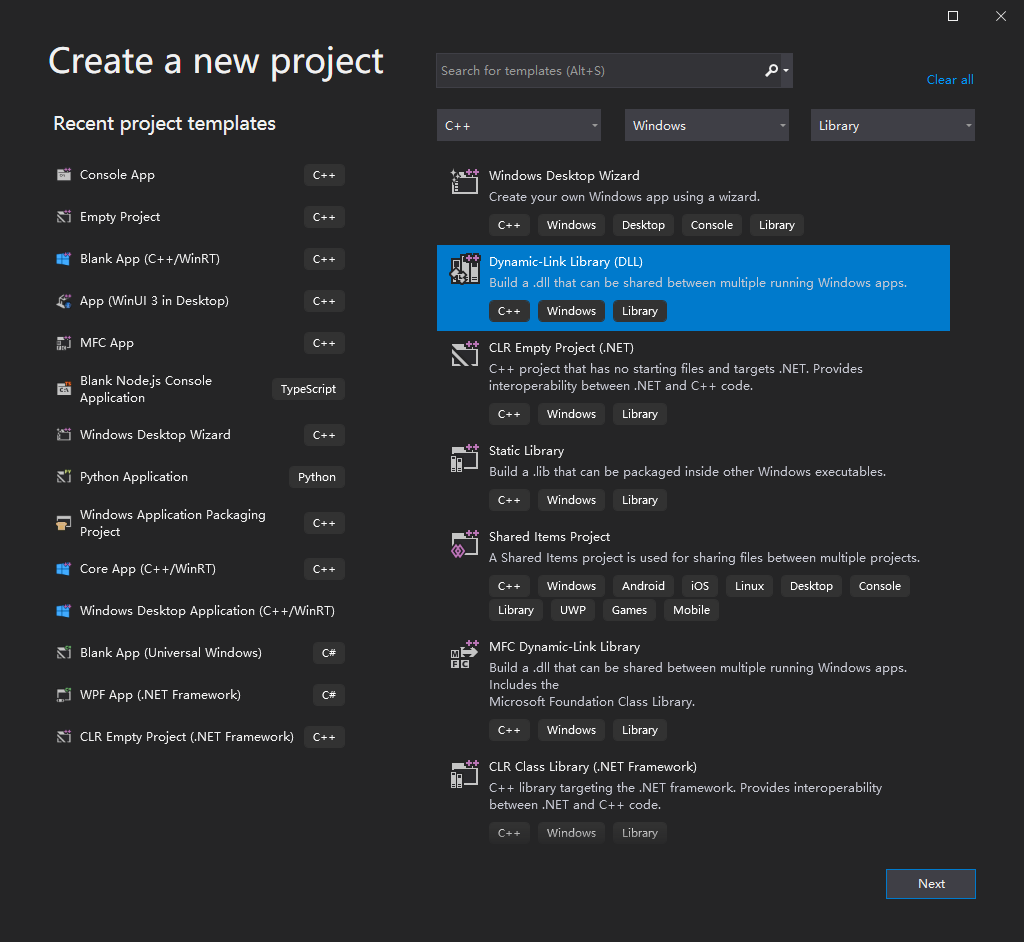 Create a new project
Search for templates (Alt+S)
Clear all
Recent project templates
C++
Windows
Library
Console App
C++
Empty Project
C++
Blank App (C++/WinRT)
C++
App (WinUI 3 in Desktop)
C++
MFC App
C++
Blank Node.js Console
Application
TypeScript
Windows Desktop Wizard
C++
Python Application
Python
Windows Application Packaging
Project
C++
Core App (C++/WinRT)
C++
Windows Desktop Application (C++/WinRT)
Blank App (Universal Windows)
C#
WPF App (.NET Framework)
C#
CLR Empty Project (.NET Framework)
C++
Windows Desktop Wizard
Create your own Windows app using a wizard.
C++ Windows Desktop Console Library
Dynamic-Link Library (DLL)
Build a .dll that can be shared between multiple running Windows apps.
C++ Windows Library
CLR Empty Project (.NET)
C++ project that has no starting files and targets .NET. Provides
interoperability between .NET and C++ code.
C++ Windows Library
Static Library
Build a .lib that can be packaged inside other Windows executables.
C++ Windows Library
Shared Items Project
A Shared Items project is used for sharing files between multiple projects.
C++ Windows Android iOS Linux Desktop Console
Library UWP Games Mobile
MFC Dynamic-Link Library
Build a .dll that can be shared between multiple running Windows apps.
Includes the
Microsoft Foundation Class Library.
C++ Windows Library
CLR Class Library (.NET Framework)
C++ library targeting the .NET framework. Provides interoperability
between .NET and C++ code.
C++ Windows Library
Next